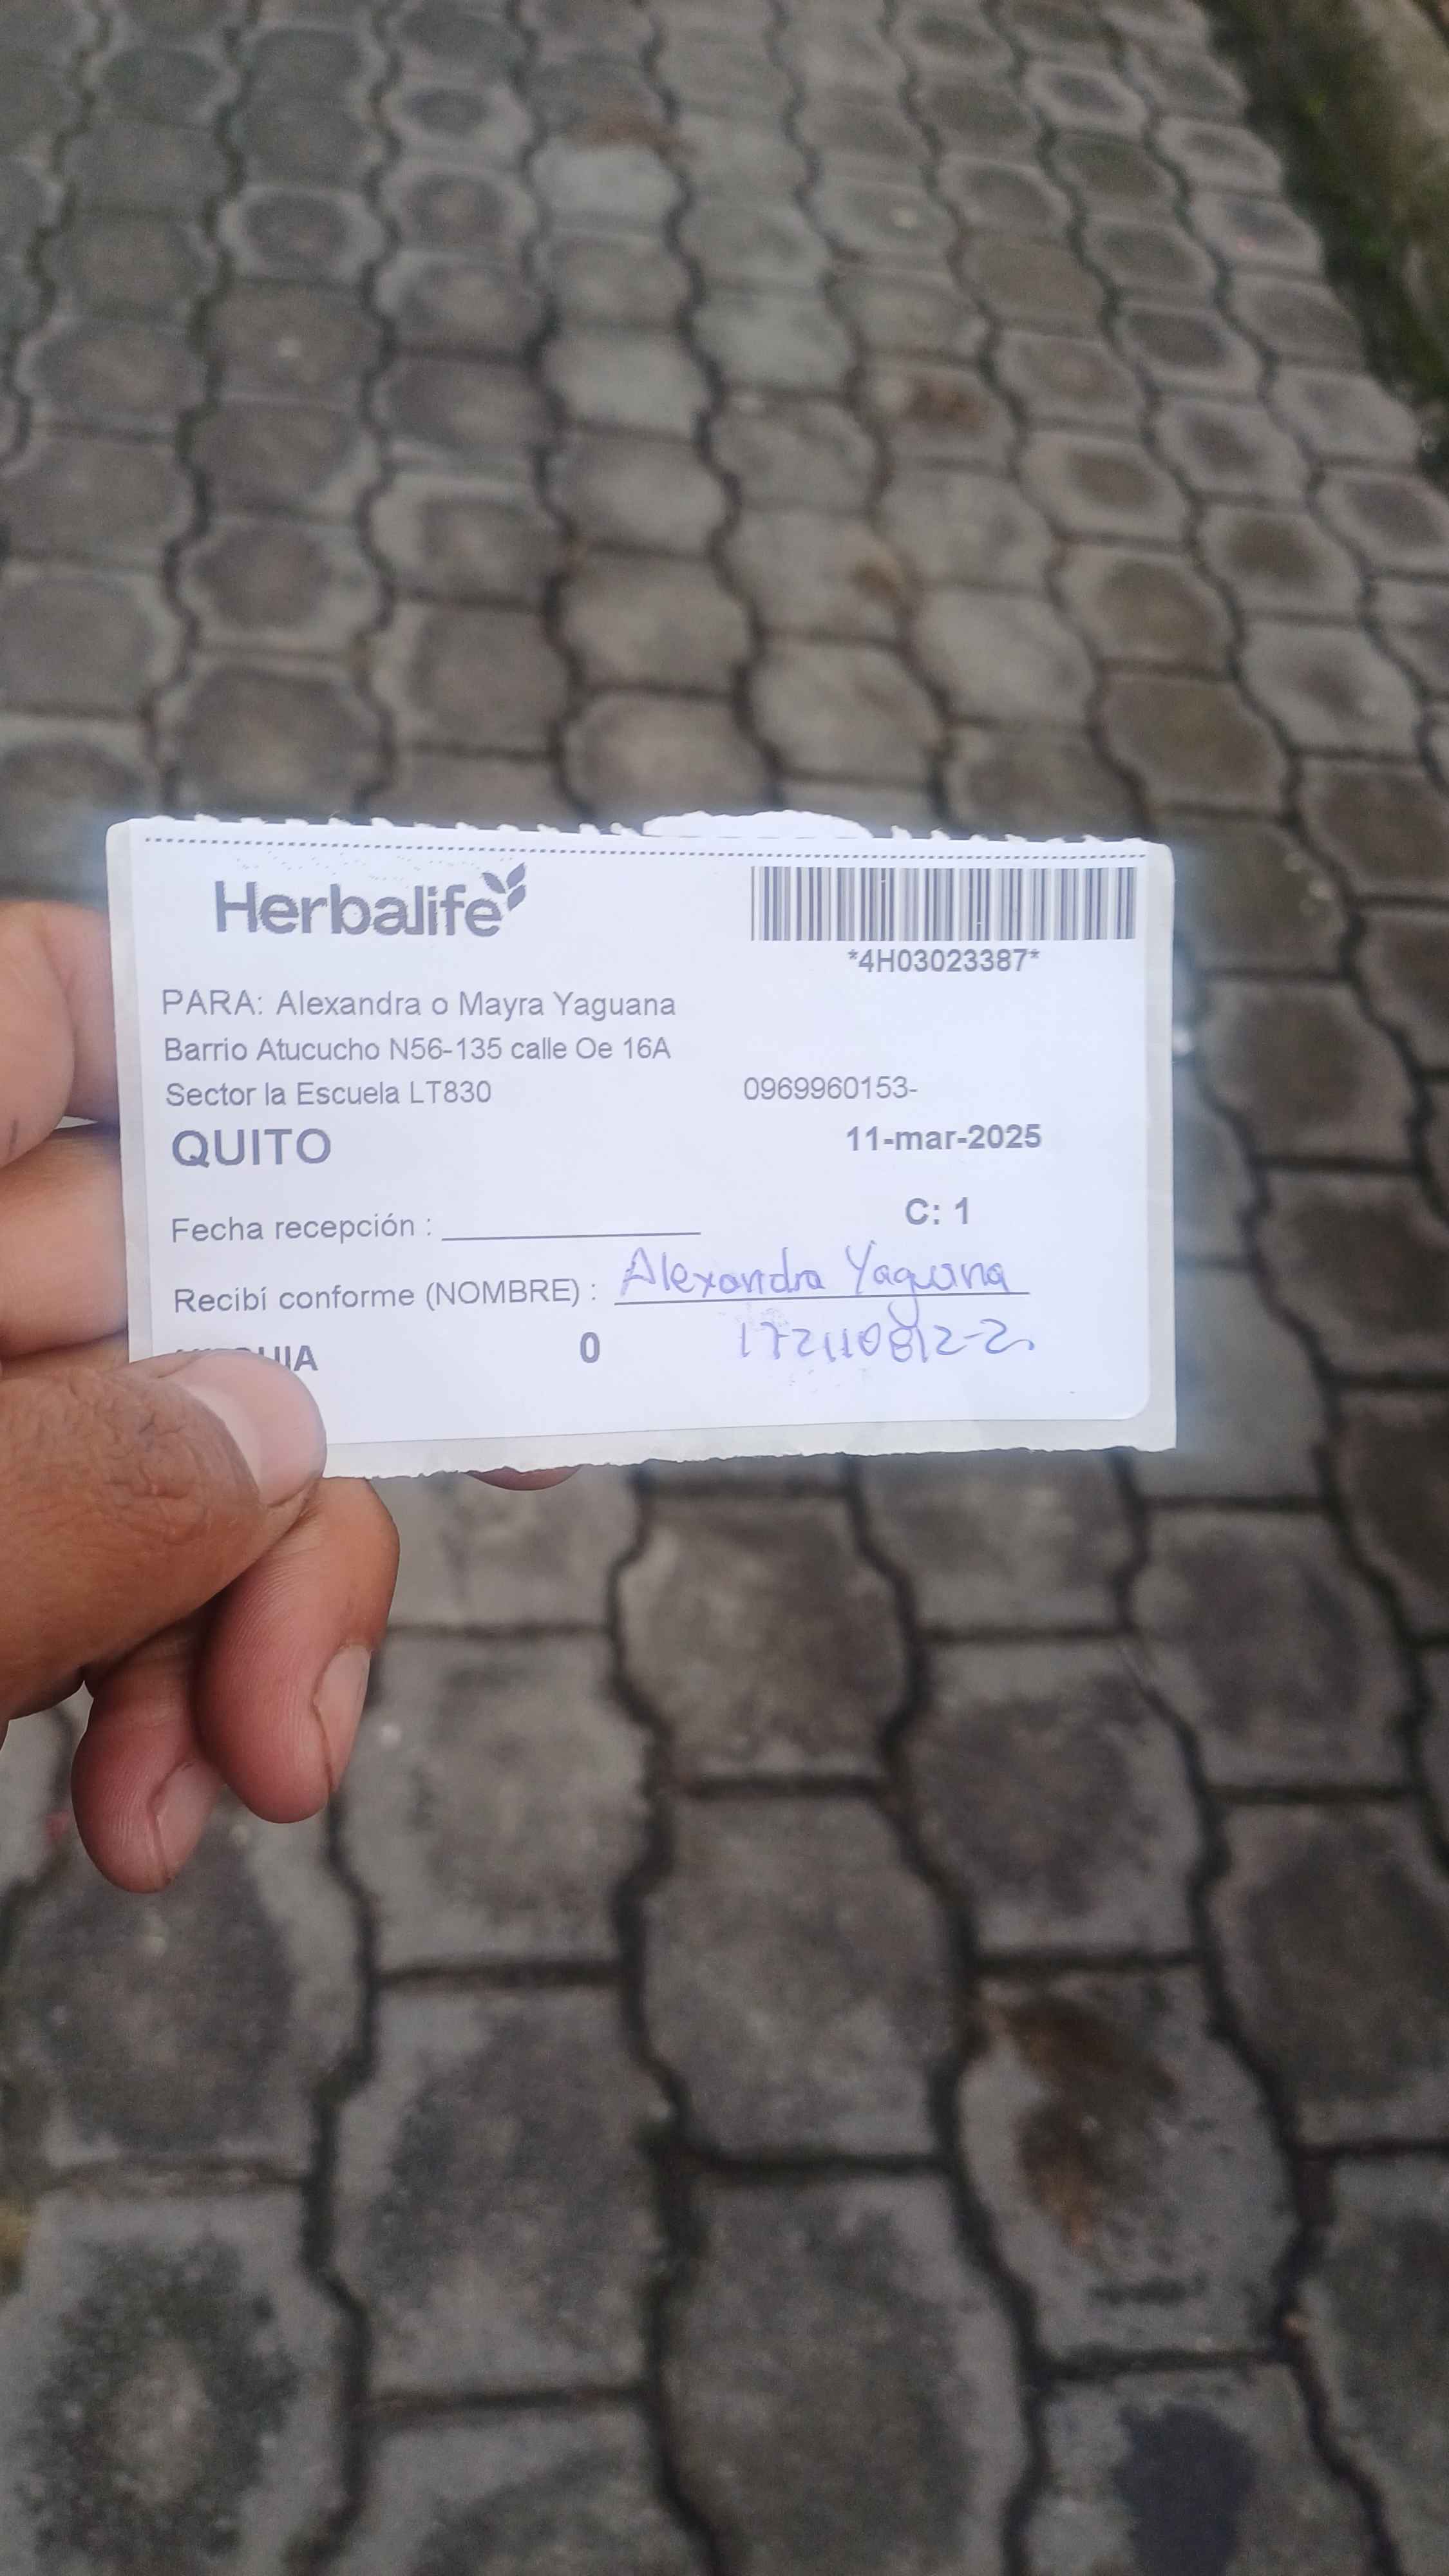 Herbalife
*4H03023387*
PARA: Alexandra o Mayra Yaguana
Barrio Atucucho N56-135 calle Oe 16A
Sector la Escuela LT830 0969960153-
QUITO 11-mar-2025
C: 1
Fecha recepción :
Recibí conforme (NOMBRE) : Alexandra Yaguana
0 172110812-2